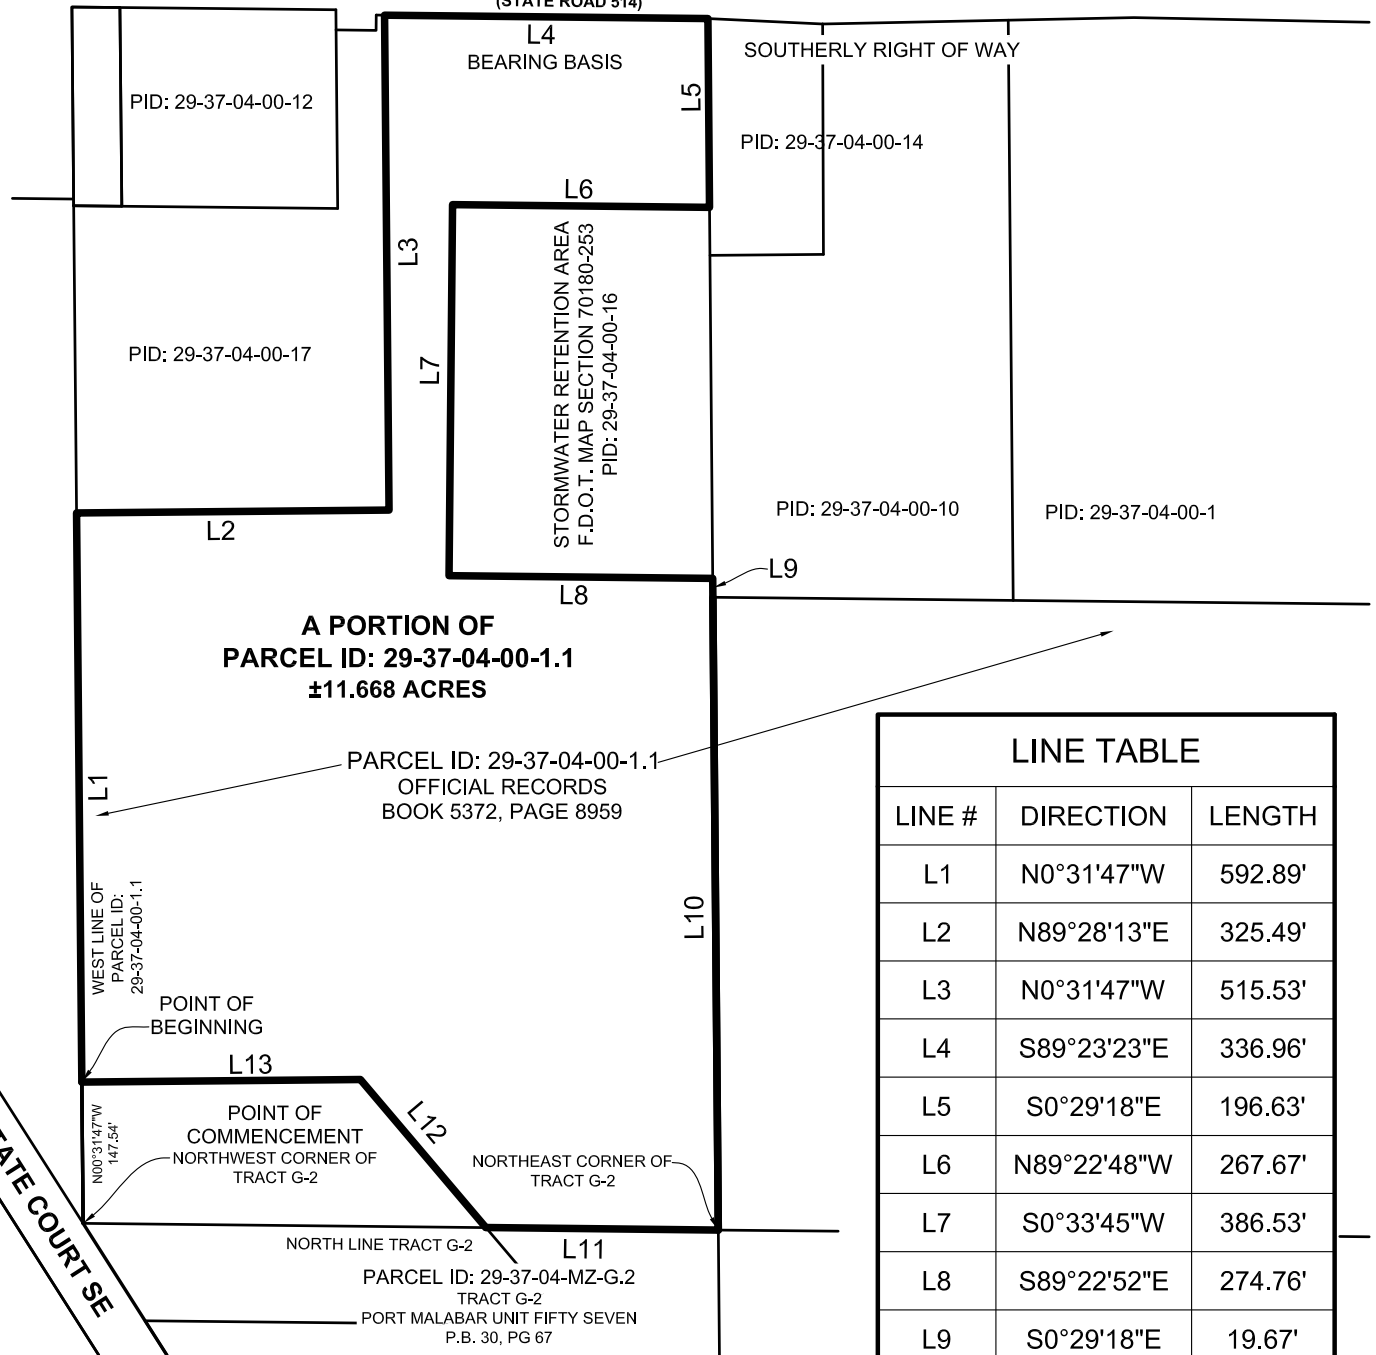 (STATE ROAD 514)
L4
BEARING BASIS
SOUTHERLY RIGHT OF WAY
PID: 29-37-04-00-12
L5
PID: 29-37-04-00-14
L6
L3
STORMWATER RETENTION AREA
F.D.O.T. MAP SECTION 70180-253
PID: 29-37-04-00-16
PID: 29-37-04-00-17
L7
PID: 29-37-04-00-10
PID: 29-37-04-00-1
L2
L9
L8
A PORTION OF
PARCEL ID: 29-37-04-00-1.1
±11.668 ACRES
PARCEL ID: 29-37-04-00-1.1
OFFICIAL RECORDS
BOOK 5372, PAGE 8959
L1
L10
WEST LINE OF
PARCEL ID:
29-37-04-00-1.1
POINT OF
BEGINNING
L13
L12
N00°31'47"W
147.54'
POINT OF
COMMENCEMENT
NORTHWEST CORNER OF
TRACT G-2
NORTHEAST CORNER OF
TRACT G-2
NORTH LINE TRACT G-2
L11
PARCEL ID: 29-37-04-MZ-G.2
TRACT G-2
PORT MALABAR UNIT FIFTY SEVEN
P.B. 30, PG 67
TATE COURT SE
LINE TABLE
LINE # DIRECTION LENGTH
L1 N0°31'47"W 592.89'
L2 N89°28'13"E 325.49'
L3 N0°31'47"W 515.53'
L4 S89°23'23"E 336.96'
L5 S0°29'18"E 196.63'
L6 N89°22'48"W 267.67'
L7 S0°33'45"W 386.53'
L8 S89°22'52"E 274.76'
L9 S0°29'18"E 19.67'